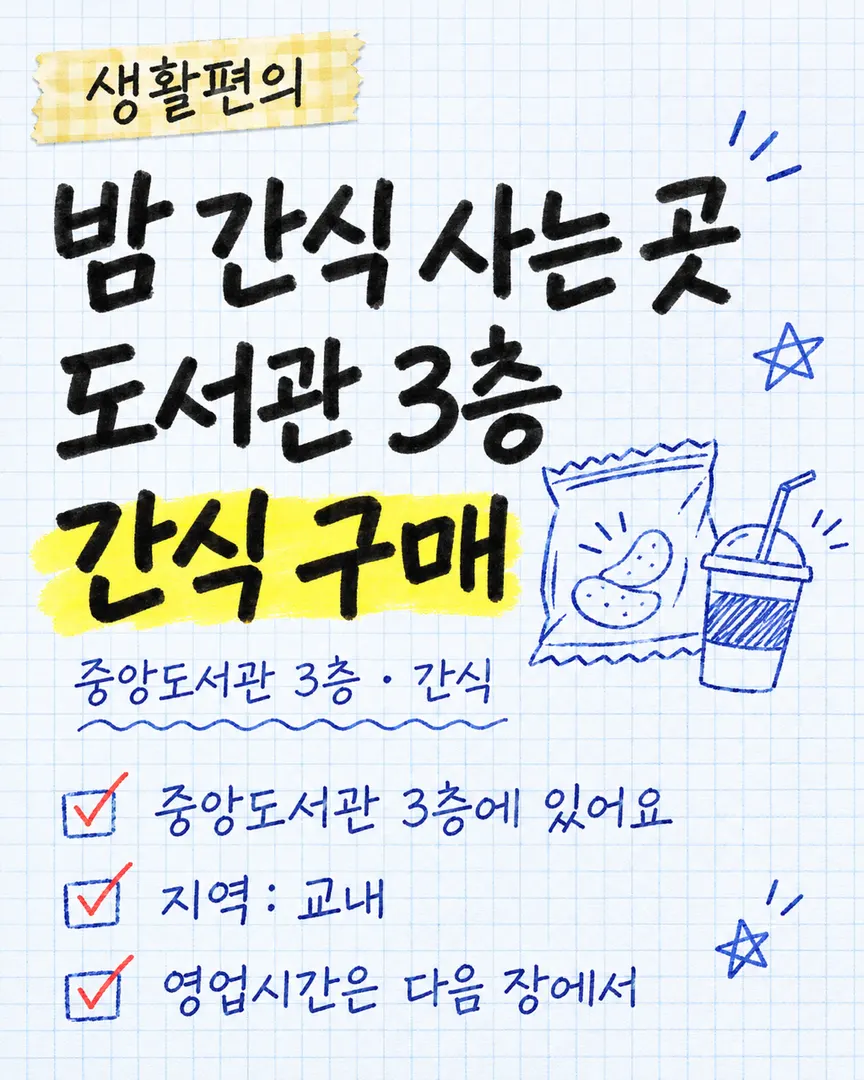 생활편의
밤 간식 사는 곳
도서관 3층
간식 구매
중앙도서관 3층 · 간식
중앙도서관 3층에 있어요
지역 : 교내
영업시간은 다음 장에서